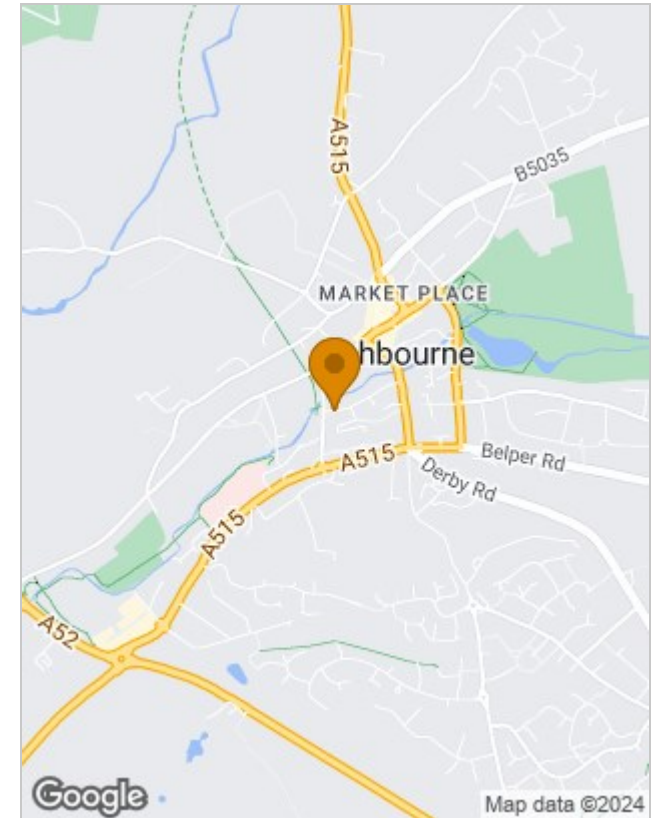 A515
B5035
MARKET PLACE
hbourne
A515
Belper Rd
Derby Rd
A515
A52
Google
Map data ©2024